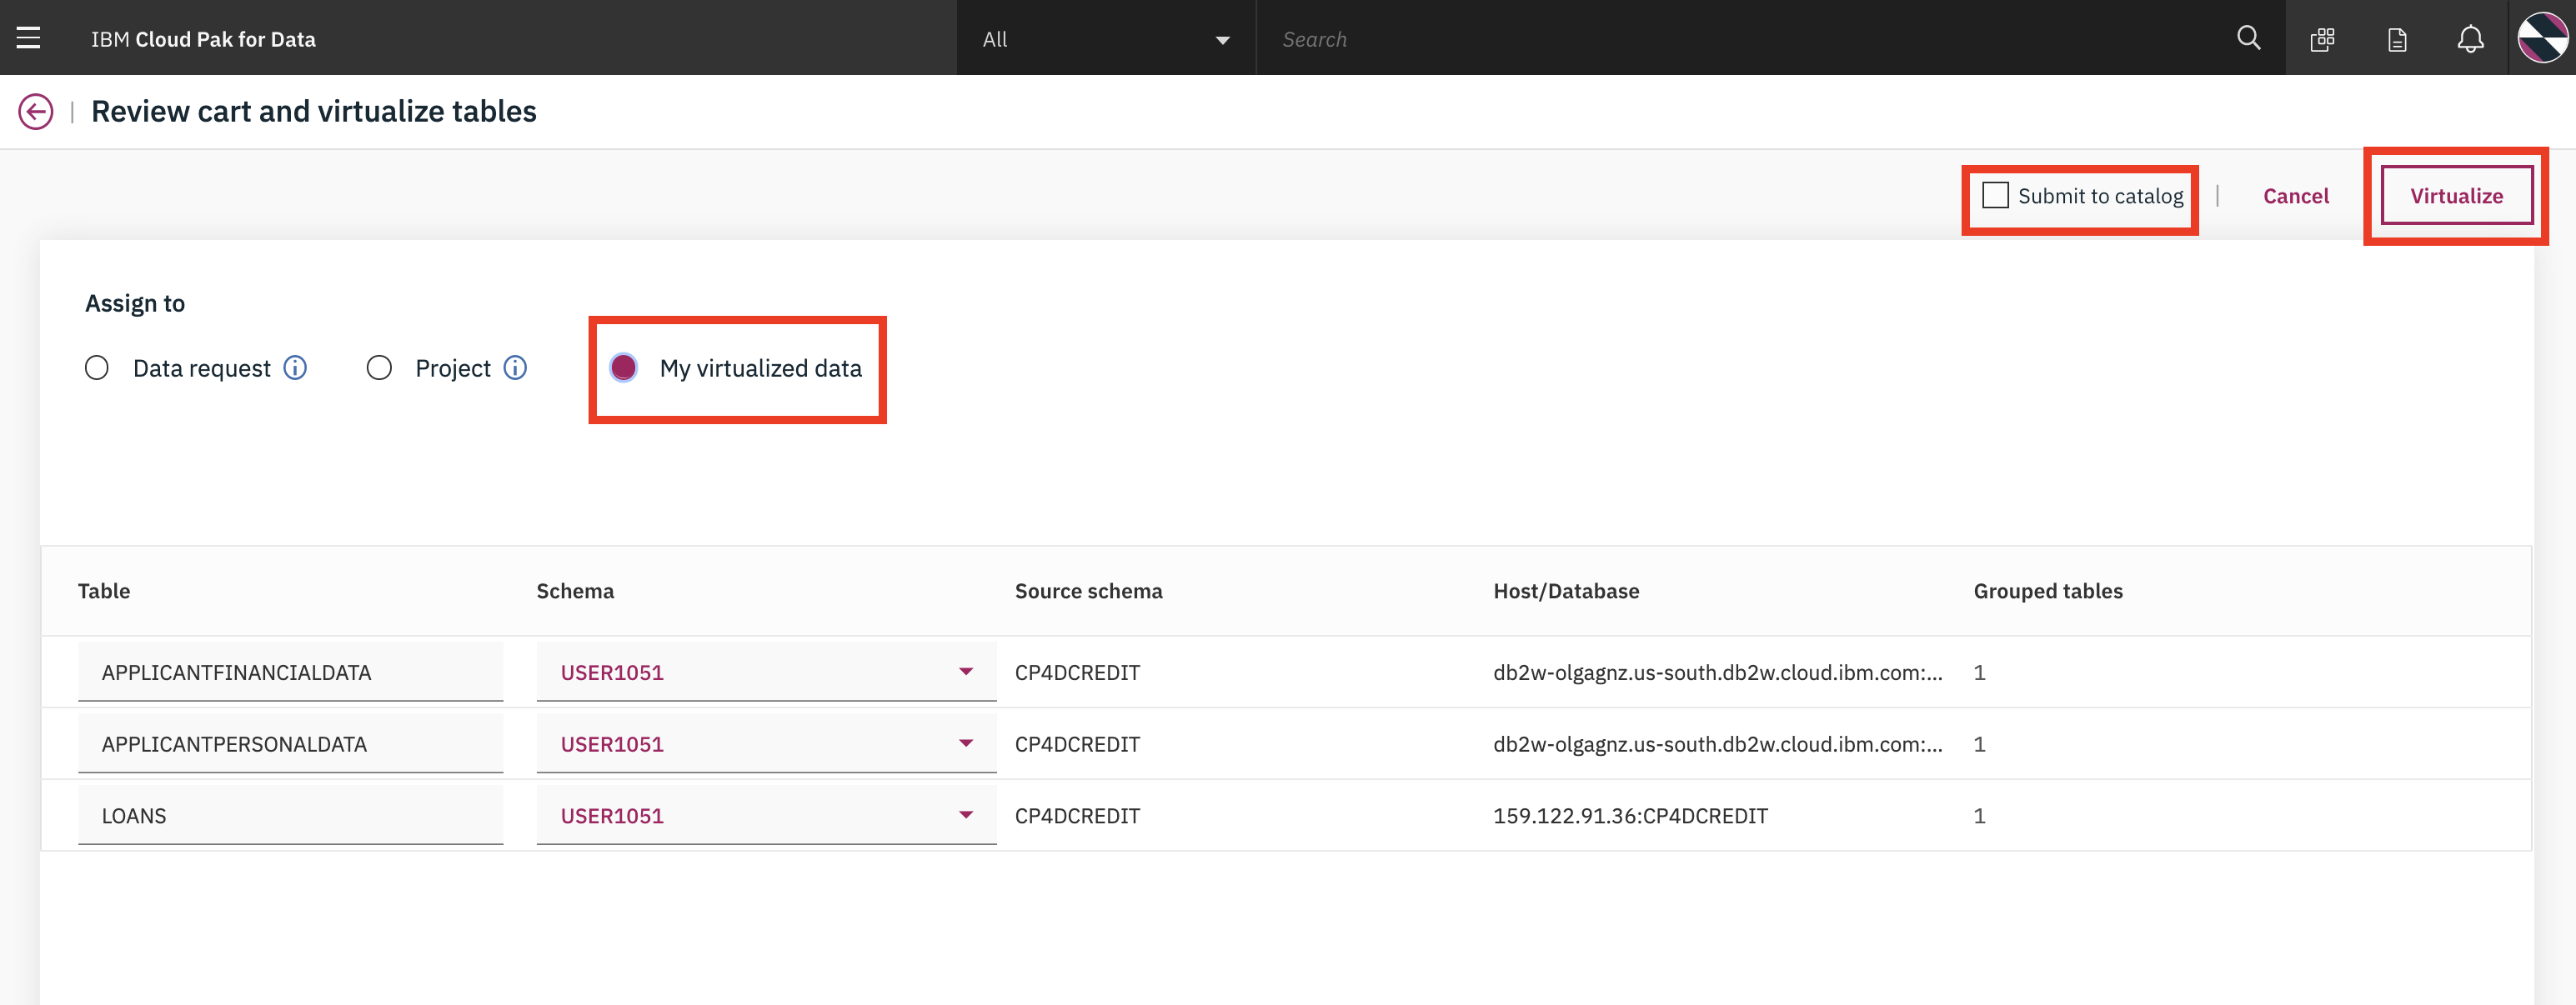 IBM Cloud Pak for Data
All
Search
Review cart and virtualize tables
Submit to catalog | Cancel Virtualize
Assign to
Data request Project My virtualized data
Table Schema Source schema Host/Database Grouped tables
APPLICANTFINANCIALDATA USER1051 CP4DCREDIT db2w-olgagnz.us-south.db2w.cloud.ibm.com:... 1
APPLICANTPERSONALDATA USER1051 CP4DCREDIT db2w-olgagnz.us-south.db2w.cloud.ibm.com:... 1
LOANS USER1051 CP4DCREDIT 159.122.91.36:CP4DCREDIT 1